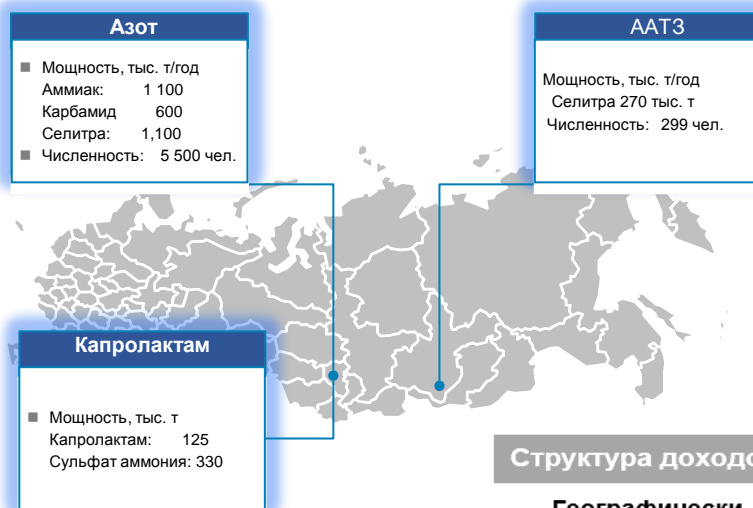 Азот
Мощность, тыс. т/год
Аммиак: 1 100
Карбамид 600
Селитра: 1,100
Численность: 5 500 чел.
ААТЗ
Мощность, тыс. т/год
Селитра 270 тыс. т
Численность: 299 чел.
Капролактам
Мощность, тыс. т
Капролактам: 125
Сульфат аммония: 330
Структура